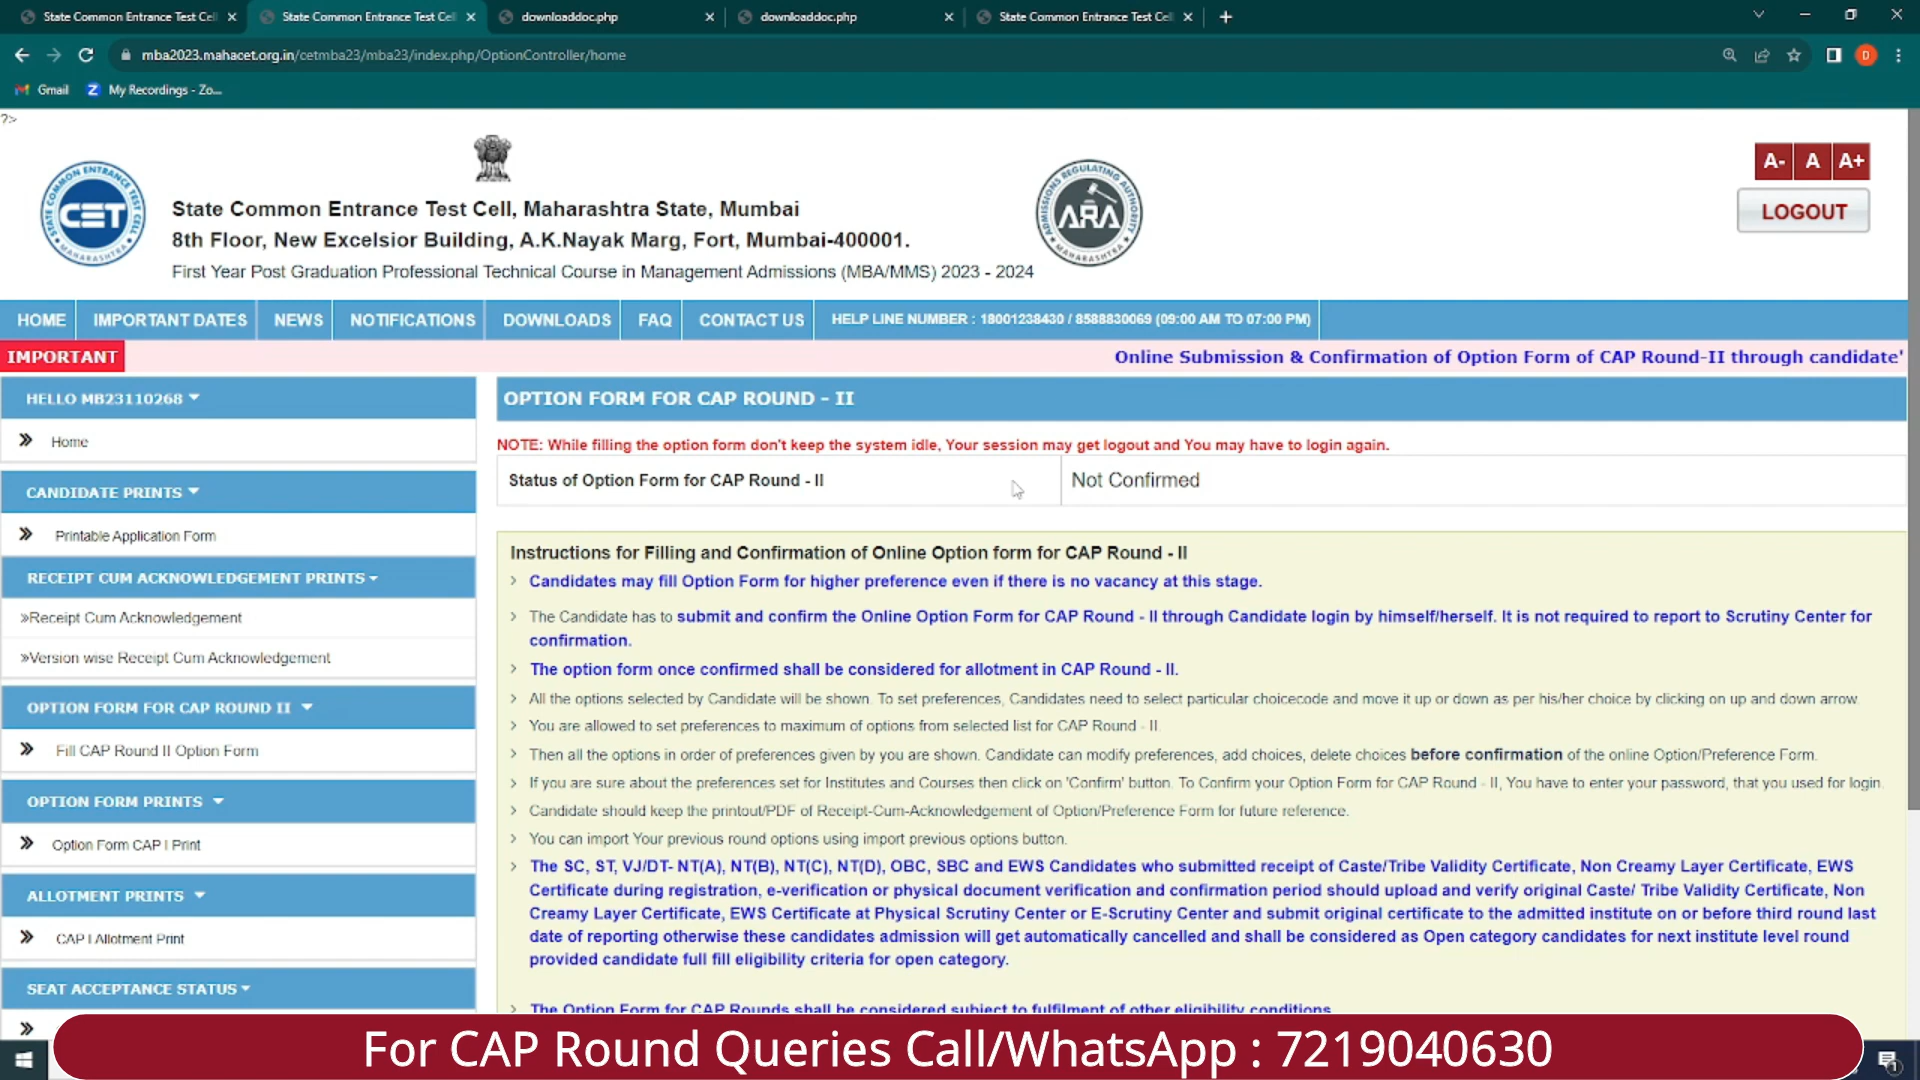 State Common Entrance Test Cell
State Common Entrance Test Cell
downloaddoc.php
downloaddoc.php
State Common Entrance Test Cell
mba2023.mahacet.org.in/cetmba23/mba23/index.php/OptionController/home
D
Gmail
My Recordings - Zo...
?>
STATE COMMON ENTRANCE TEST CELL
CET
MAHARASHTRA
ADMISSIONS REGULATING AUTHORITY
ARA
MAHARASHTRA
State Common Entrance Test Cell, Maharashtra State, Mumbai
8th Floor, New Excelsior Building, A.K.Nayak Marg, Fort, Mumbai-400001.
First Year Post Graduation Professional Technical Course in Management Admissions (MBA/MMS) 2023 - 2024
A- A A+
LOGOUT
HOME IMPORTANT DATES NEWS NOTIFICATIONS DOWNLOADS FAQ CONTACT US HELP LINE NUMBER : 18001238430 / 8588830069 (09:00 AM TO 07:00 PM)
IMPORTANT
Online Submission & Confirmation of Option Form of CAP Round-II through candidate'
HELLO MB23110268
Home
CANDIDATE PRINTS
Printable Application Form
RECEIPT CUM ACKNOWLEDGEMENT PRINTS
»Receipt Cum Acknowledgement
»Version wise Receipt Cum Acknowledgement
OPTION FORM FOR CAP ROUND II
Fill CAP Round II Option Form
OPTION FORM PRINTS
Option Form CAP I Print
ALLOTMENT PRINTS
CAP I Allotment Print
SEAT ACCEPTANCE STATUS
OPTION FORM FOR CAP ROUND - II
NOTE: While filling the option form don't keep the system idle, Your session may get logout and You may have to login again.
Status of Option Form for CAP Round - II
Not Confirmed
Instructions for Filling and Confirmation of Online Option form for CAP Round - II
Candidates may fill Option Form for higher preference even if there is no vacancy at this stage.
The Candidate has to submit and confirm the Online Option Form for CAP Round - II through Candidate login by himself/herself. It is not required to report to Scrutiny Center for
confirmation.
The option form once confirmed shall be considered for allotment in CAP Round - II.
All the options selected by Candidate will be shown. To set preferences, Candidates need to select particular choicecode and move it up or down as per his/her choice by clicking on up and down arrow.
You are allowed to set preferences to maximum of options from selected list for CAP Round - II.
Then all the options in order of preferences given by you are shown. Candidate can modify preferences, add choices, delete choices before confirmation of the online Option/Preference Form.
If you are sure about the preferences set for Institutes and Courses then click on 'Confirm' button. To Confirm your Option Form for CAP Round - II, You have to enter your password, that you used for login.
Candidate should keep the printout/PDF of Receipt-Cum-Acknowledgement of Option/Preference Form for future reference.
You can import Your previous round options using import previous options button.
The SC, ST, VJ/DT- NT(A), NT(B), NT(C), NT(D), OBC, SBC and EWS Candidates who submitted receipt of Caste/Tribe Validity Certificate, Non Creamy Layer Certificate, EWS
Certificate during registration, e-verification or physical document verification and confirmation period should upload and verify original Caste/ Tribe Validity Certificate, Non
Creamy Layer Certificate, EWS Certificate at Physical Scrutiny Center or E-Scrutiny Center and submit original certificate to the admitted institute on or before third round last
date of reporting otherwise these candidates admission will get automatically cancelled and shall be considered as Open category candidates for next institute level round
provided candidate full fill eligibility criteria for open category.
The Option Form for CAP Rounds shall be considered subject to fulfilment of other eligibility conditions.
For CAP Round Queries Call/WhatsApp : 7219040630
1